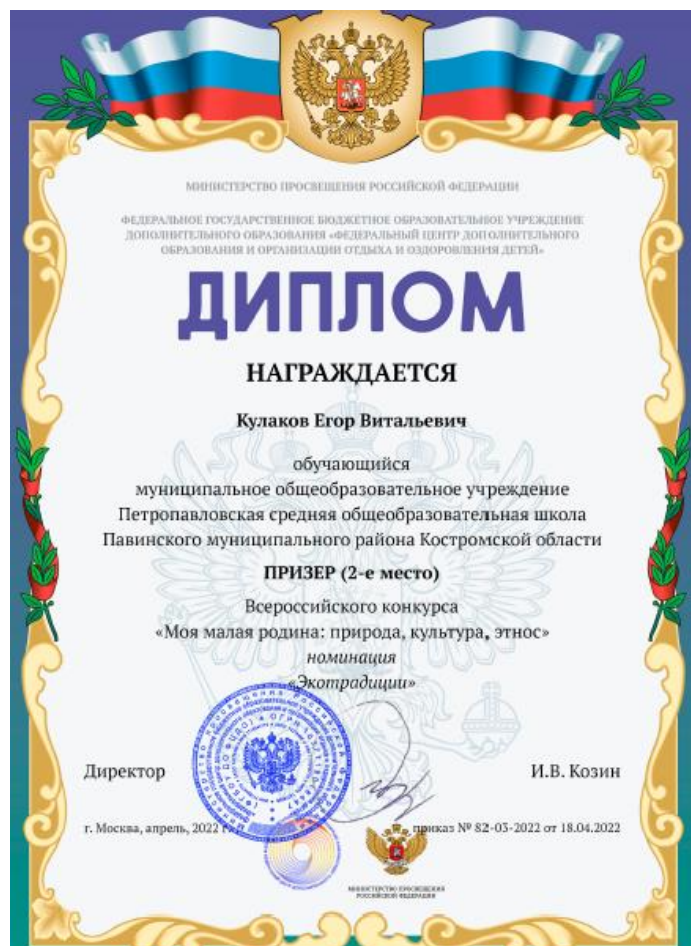 МИНИСТЕРСТВО ПРОСВЕЩЕНИЯ РОССИЙСКОЙ ФЕДЕРАЦИИ
ФЕДЕРАЛЬНОЕ ГОСУДАРСТВЕННОЕ БЮДЖЕТНОЕ ОБРАЗОВАТЕЛЬНОЕ УЧРЕЖДЕНИЕ
ДОПОЛНИТЕЛЬНОГО ОБРАЗОВАНИЯ «ФЕДЕРАЛЬНЫЙ ЦЕНТР ДОПОЛНИТЕЛЬНОГО
ОБРАЗОВАНИЯ И ОРГАНИЗАЦИИ ОТДЫХА И ОЗДОРОВЛЕНИЯ ДЕТЕЙ»
ДИПЛОМ
НАГРАЖДАЕТСЯ
Кулаков Егор Витальевич
обучающийся
муниципальное общеобразовательное учреждение
Петропавловская средняя общеобразовательная школа
Павинского муниципального района Костромской области
ПРИЗЕР (2-е место)
Всероссийского конкурса
«Моя малая родина: природа, культура, этнос»
номинация
«Экотрадиции»
Директор
И.В. Козин
г. Москва, апрель, 2022 г.
приказ № 82-03-2022 от 18.04.2022
МИНИСТЕРСТВО ПРОСВЕЩЕНИЯ
РОССИЙСКОЙ ФЕДЕРАЦИИ